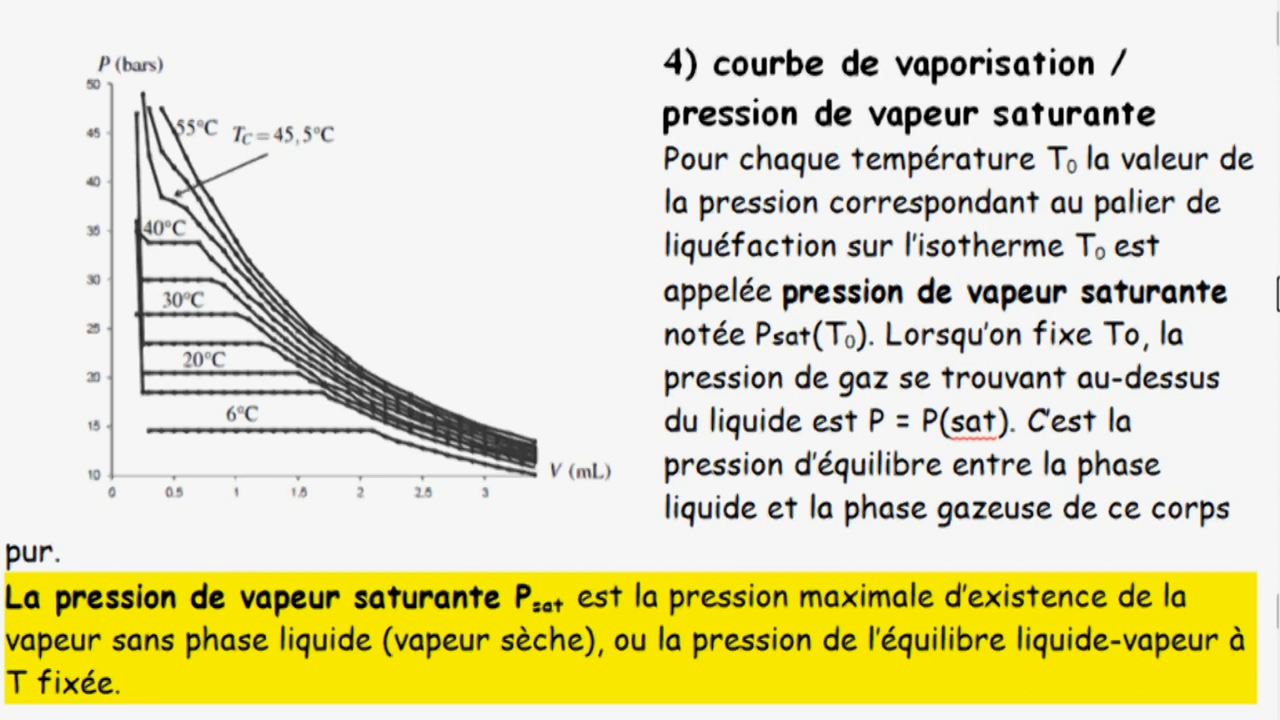 P (bars)
50
45
40
35
30
25
20
15
10
0
0.5
1
1.5
2
2.5
3
V (mL)
55°C
T_C = 45,5°C
40°C
30°C
20°C
6°C
4) courbe de vaporisation /
pression de vapeur saturante
Pour chaque température T₀ la valeur de
la pression correspondant au palier de
liquéfaction sur l'isotherme T₀ est
appelée pression de vapeur saturante
notée Psat(T₀). Lorsqu'on fixe To, la
pression de gaz se trouvant au-dessus
du liquide est P = P(sat). C'est la
pression d'équilibre entre la phase
liquide et la phase gazeuse de ce corps
pur.
La pression de vapeur saturante Psat est la pression maximale d'existence de la
vapeur sans phase liquide (vapeur sèche), ou la pression de l'équilibre liquide-vapeur à
T fixée.